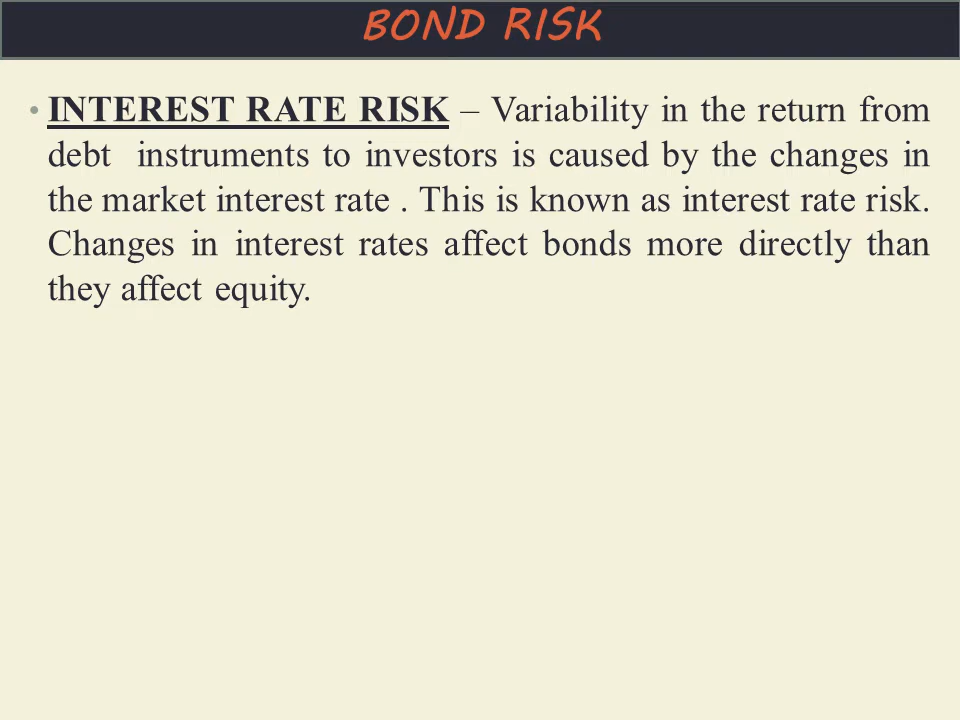 BOND RISK
• INTEREST RATE RISK – Variability in the return from
debt  instruments to investors is caused by the changes in
the market interest rate . This is known as interest rate risk.
Changes in interest rates affect bonds more directly than
they affect equity.